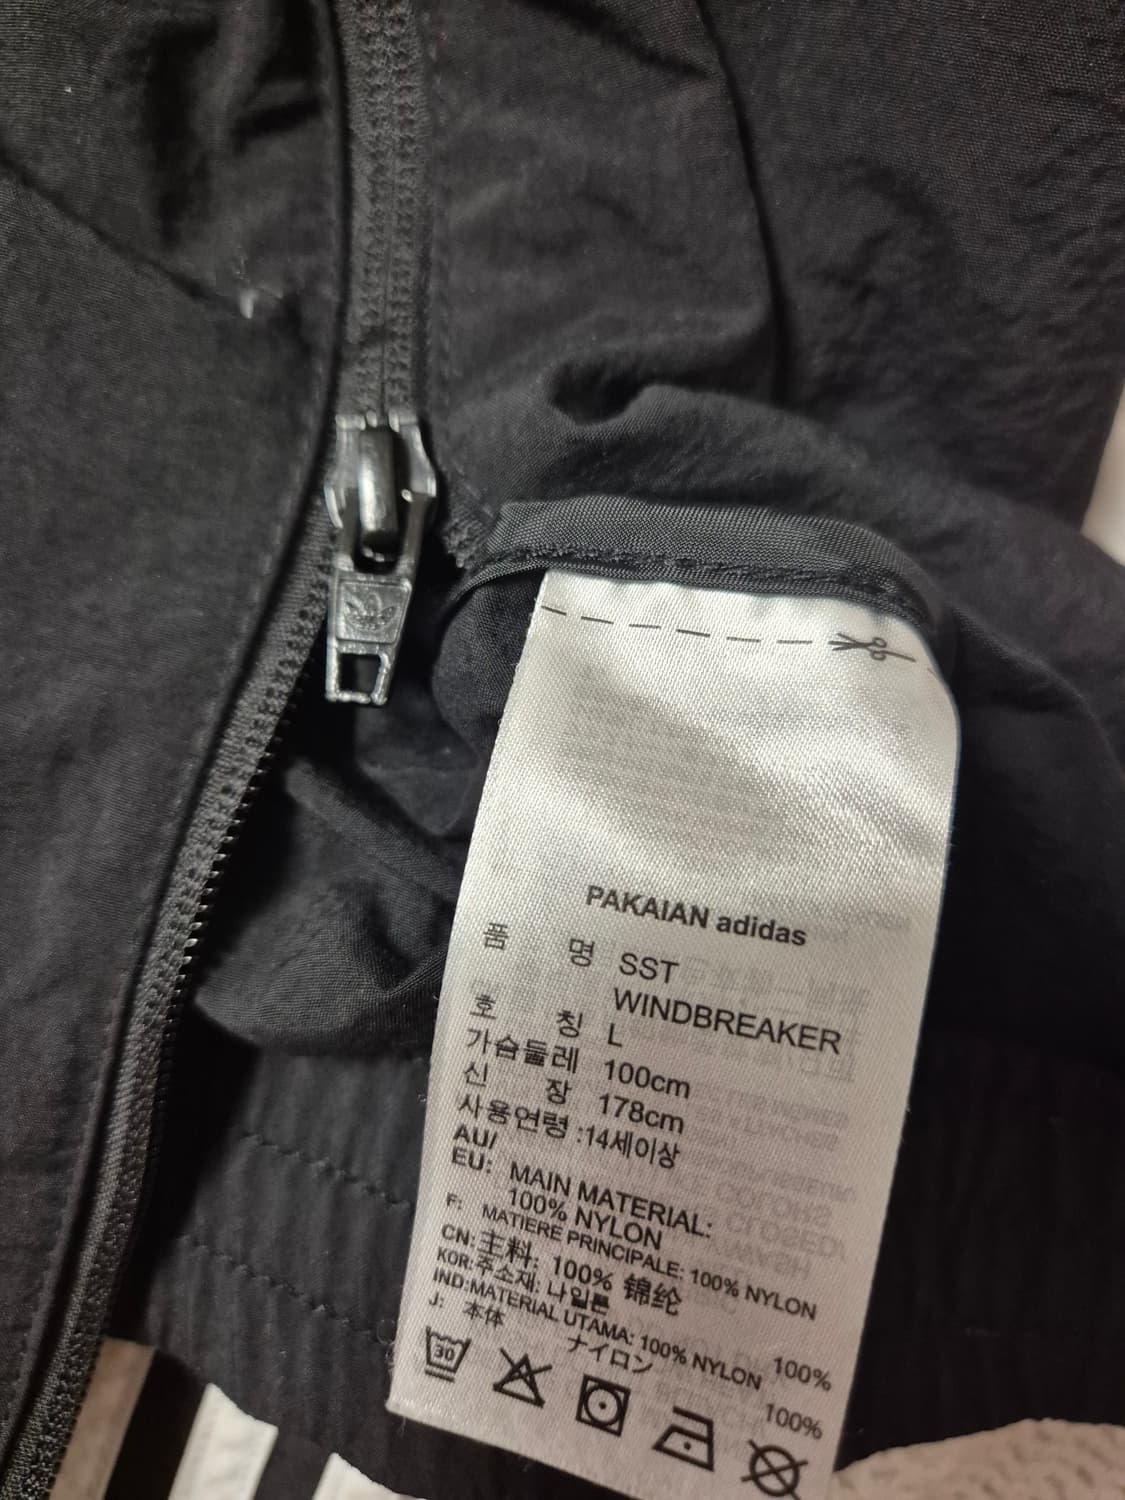 PAKAIAN adidas
품 명 SST
WINDBREAKER
호 칭 L
가슴둘레 100cm
신 장 178cm
사용연령 :14세이상
AU/
EU: MAIN MATERIAL:
100% NYLON
F: MATIERE PRINCIPALE: 100% NYLON
CN: 主料: 100% 锦纶
KOR: 주소재: 나일론 100%
IND: MATERIAL UTAMA: 100% NYLON
J: 本体 ナイロン 100%
30